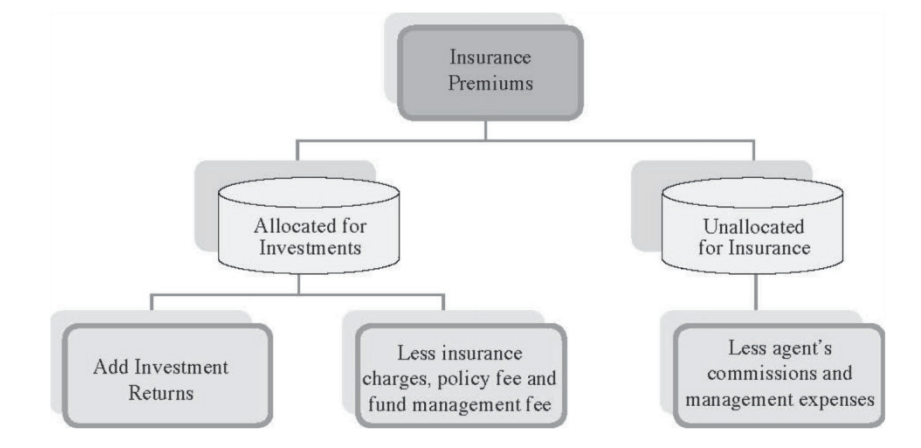 Insurance
Premiums
Allocated for
Investments
Unallocated
for Insurance
Add Investment
Returns
Less insurance
charges, policy fee and
fund management fee
Less agent's
commissions and
management expenses